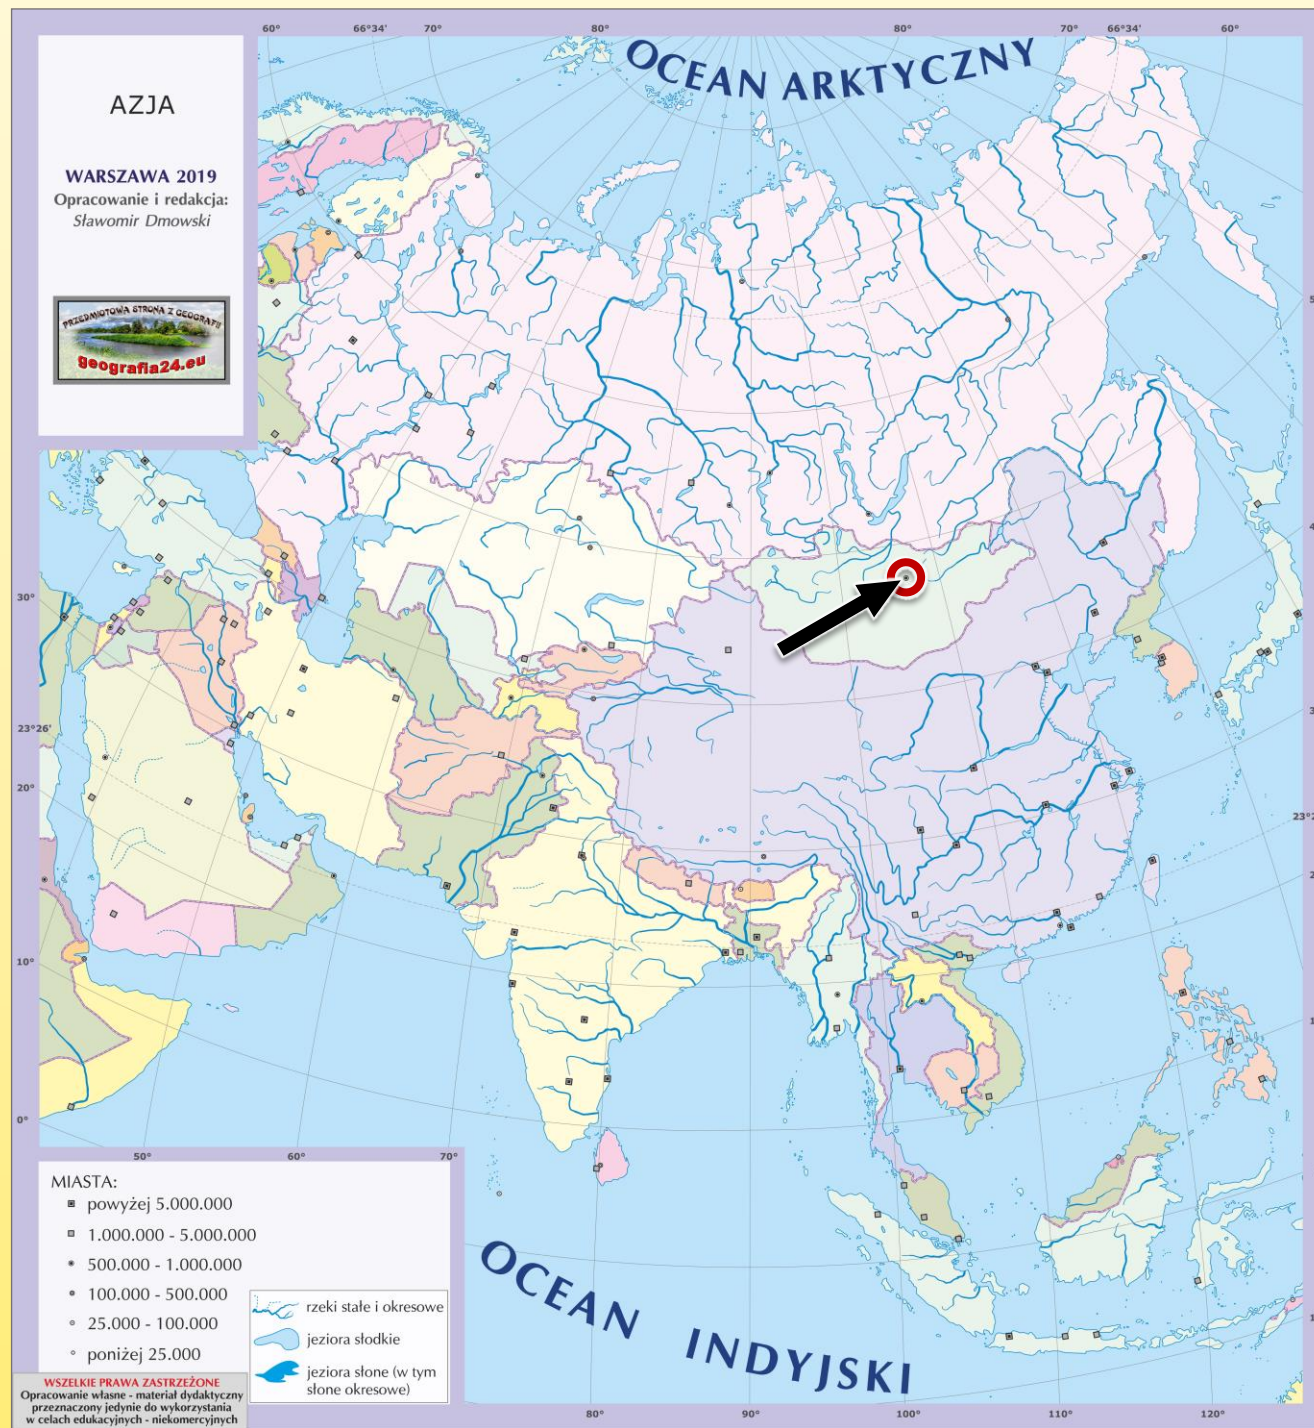 60°
66°34'
70°
80°
80°
70°
66°34'
60°
OCEAN ARKTYCZNY
AZJA
WARSZAWA 2019
Opracowanie i redakcja:
Sławomir Dmowski
PRZEDMIOTOWA STRONA Z GEOGRAFII
geografia24.eu
30°
23°26'
20°
10°
0°
50°
60°
70°
MIASTA:
powyżej 5.000.000
1.000.000 - 5.000.000
500.000 - 1.000.000
100.000 - 500.000
25.000 - 100.000
poniżej 25.000
rzeki stałe i okresowe
jeziora słodkie
jeziora słone (w tym
słone okresowe)
WSZELKIE PRAWA ZASTRZEŻONE
Opracowanie własne - materiał dydaktyczny
przeznaczony jedynie do wykorzystania
w celach edukacyjnych - niekomercyjnych
OCEAN INDYJSKI
80°
90°
100°
110°
120°